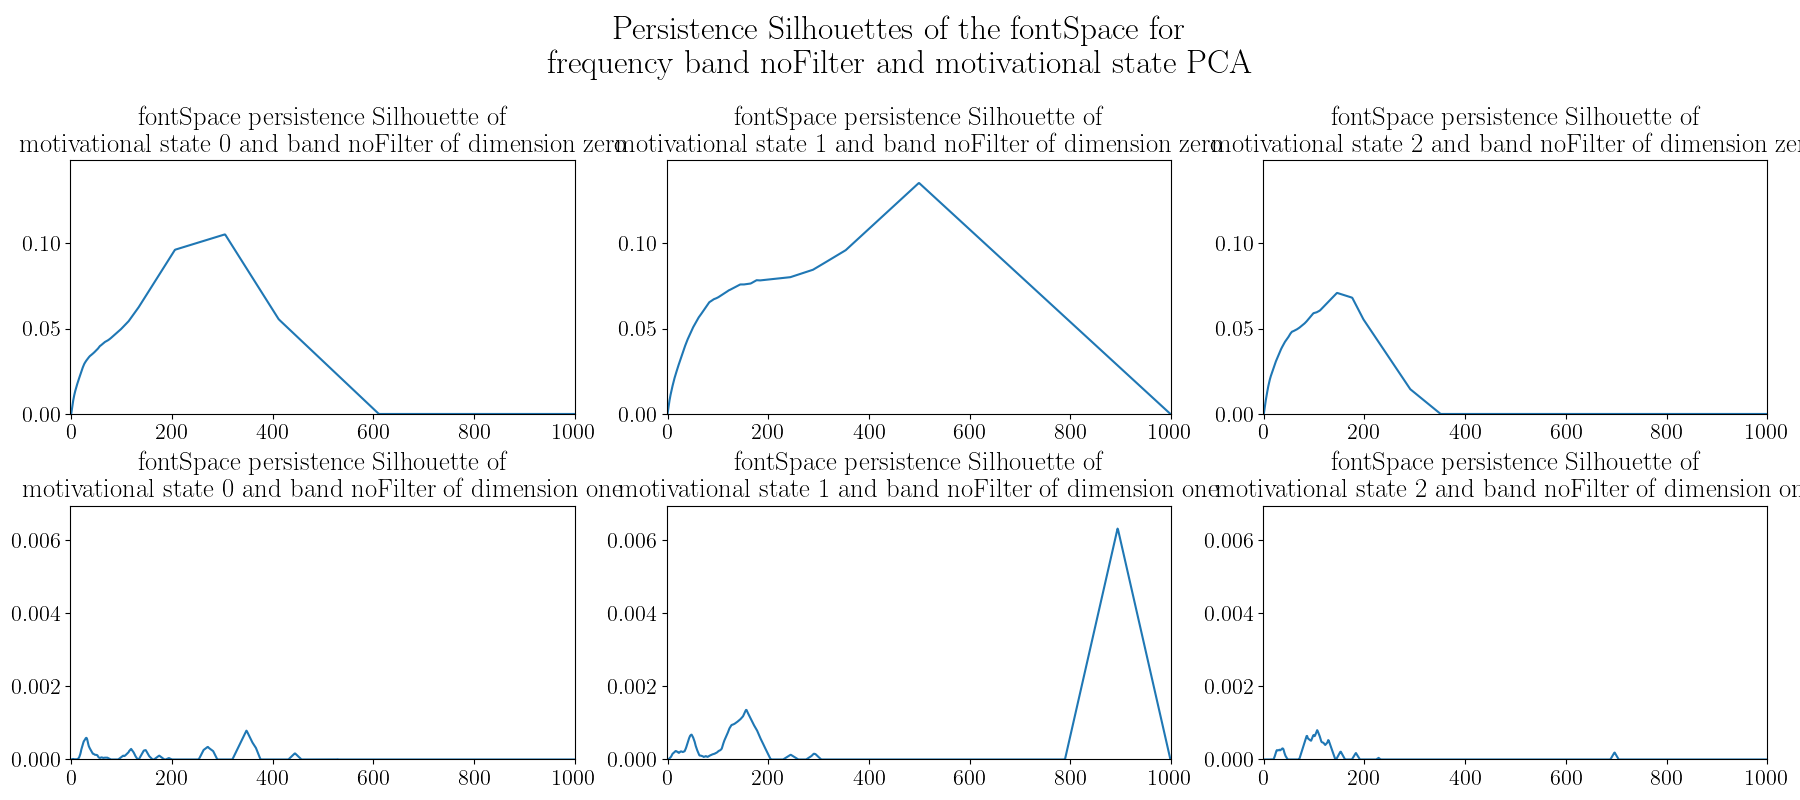 Persistence Silhouettes of the fontSpace for
frequency band noFilter and motivational state PCA
fontSpace persistence Silhouette of
motivational state 0 and band noFilter of dimension zero
fontSpace persistence Silhouette of
motivational state 1 and band noFilter of dimension zero
fontSpace persistence Silhouette of
motivational state 2 and band noFilter of dimension zer
0.10
0.05
0.00
0 200 400 600 800 1000
0.10
0.05
0.00
0 200 400 600 800 1000
0.10
0.05
0.00
0 200 400 600 800 1000
fontSpace persistence Silhouette of
motivational state 0 and band noFilter of dimension one
fontSpace persistence Silhouette of
motivational state 1 and band noFilter of dimension one
fontSpace persistence Silhouette of
motivational state 2 and band noFilter of dimension on
0.006
0.004
0.002
0.000
0 200 400 600 800 1000
0.006
0.004
0.002
0.000
0 200 400 600 800 1000
0.006
0.004
0.002
0.000
0 200 400 600 800 1000